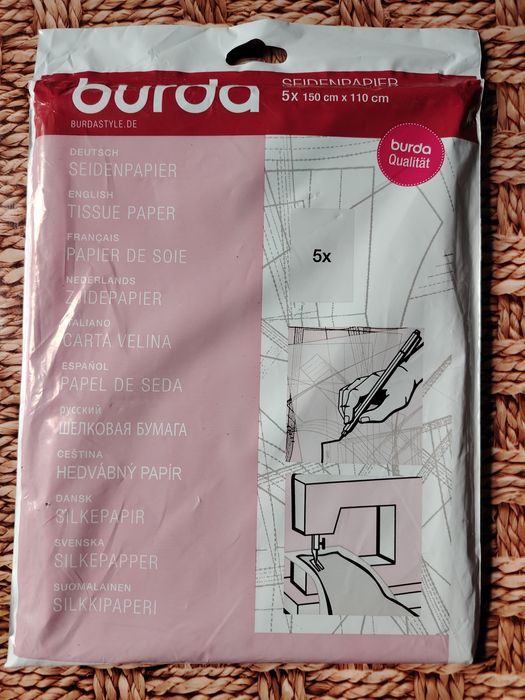 burda
SEIDENPAPIER
5X 150 cm x 110 cm
BURDASTYLE.DE
burda
Qualität
DEUTSCH
SEIDENPAPIER
ENGLISH
TISSUE PAPER
FRANÇAIS
PAPIER DE SOIE
NEDERLANDS
ZIJDEPAPIER
ITALIANO
CARTA VELINA
ESPAÑOL
PAPEL DE SEDA
русский
ШЕЛКОВАЯ БУМАГА
ČEŠTINA
HEDVÁBNÝ PAPÍR
DANSK
SILKEPAPIR
SVENSKA
SILKEPAPPER
SUOMALAINEN
SILKKIPAPERI
5x